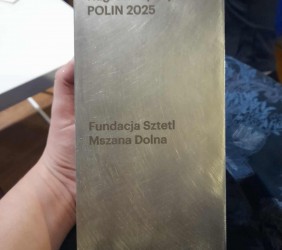 POLIN 2025
Fundacja Sztetl
Mszana Dolna